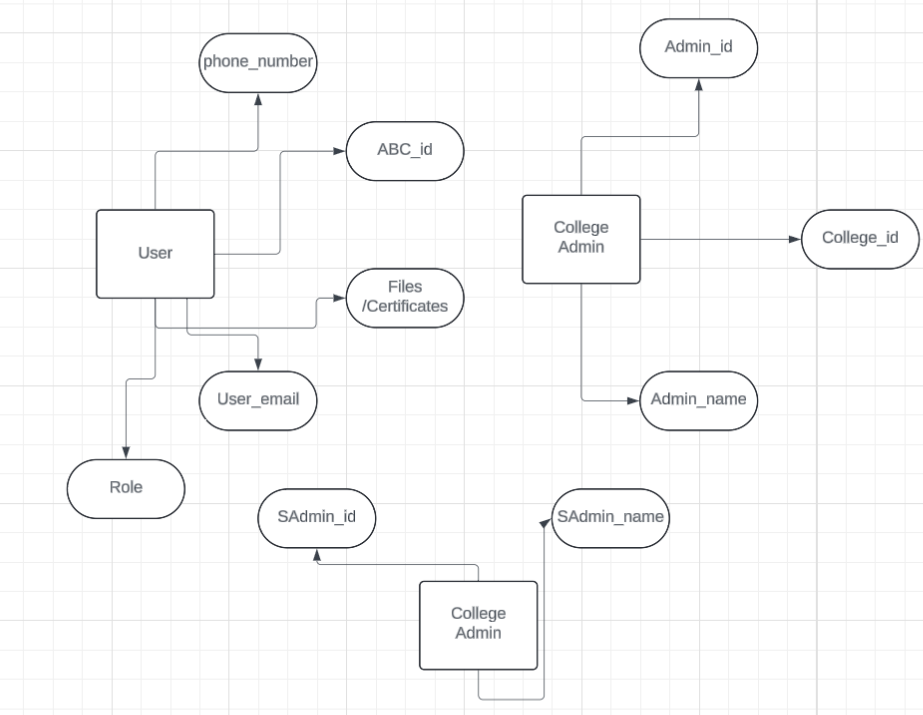 phone_number
Admin_id
ABC_id
User
College
Admin
College_id
Files
/Certificates
User_email
Admin_name
Role
SAdmin_id
SAdmin_name
College
Admin